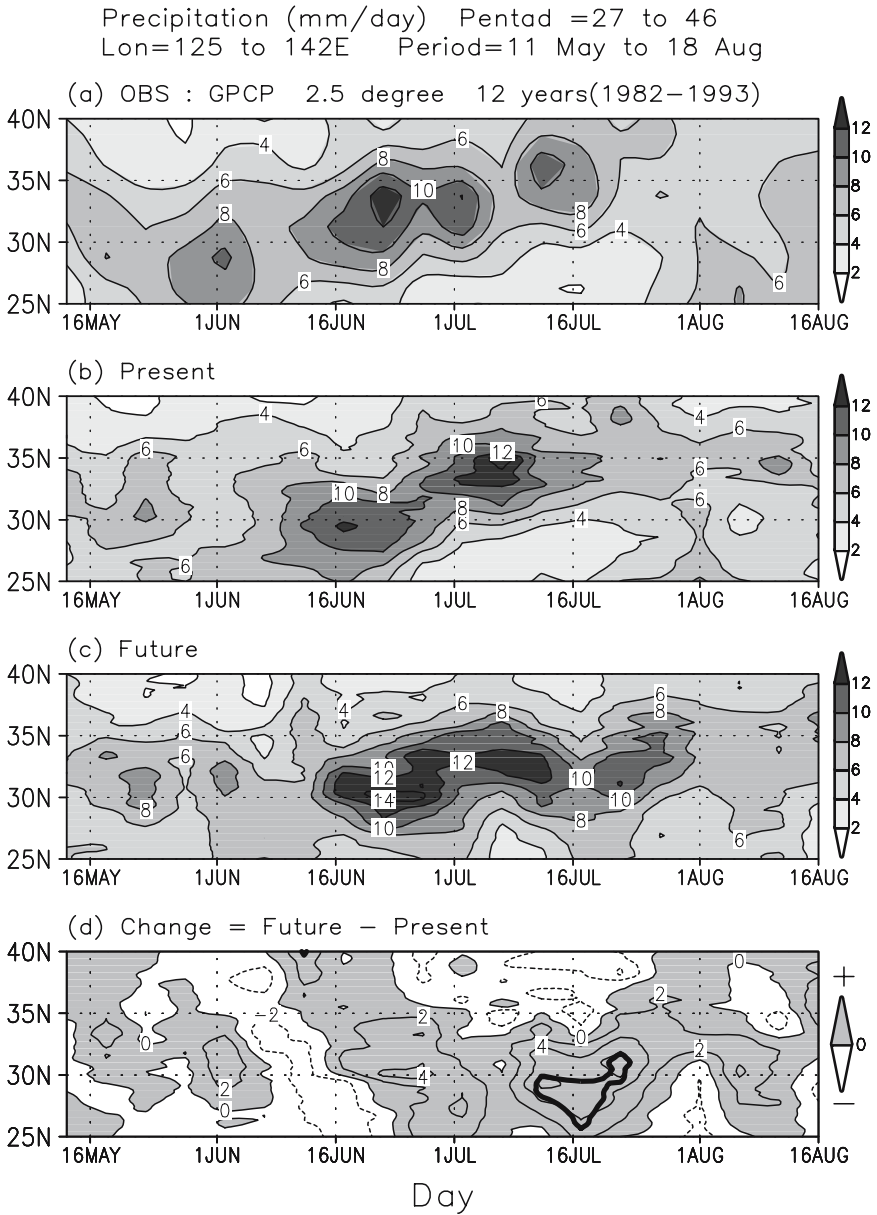 Precipitation (mm/day) Pentad =27 to 46
Lon=125 to 142E Period=11 May to 18 Aug
(a) OBS : GPCP 2.5 degree 12 years(1982−1993)
40N
35N
30N
25N
4 6 8 6 8 10 8 6 4 6 8 6
16MAY 1JUN 16JUN 1JUL 16JUL 1AUG 16AUG
12
10
8
6
4
2
(b) Present
40N
35N
30N
25N
6 4 4 6 6 6 10 12 6 10 8 8 6 6 4 6
16MAY 1JUN 16JUN 1JUL 16JUL 1AUG 16AUG
12
10
8
6
4
2
(c) Future
40N
35N
30N
25N
6 4 4 8 8 6 6 12 10 12 10 14 10 8 8 10 6
16MAY 1JUN 16JUN 1JUL 16JUL 1AUG 16AUG
12
10
8
6
4
2
(d) Change = Future − Present
40N
35N
30N
25N
0 2 −2 2 0 0 4 2 4 2 0
16MAY 1JUN 16JUN 1JUL 16JUL 1AUG 16AUG
+
0
−
Day